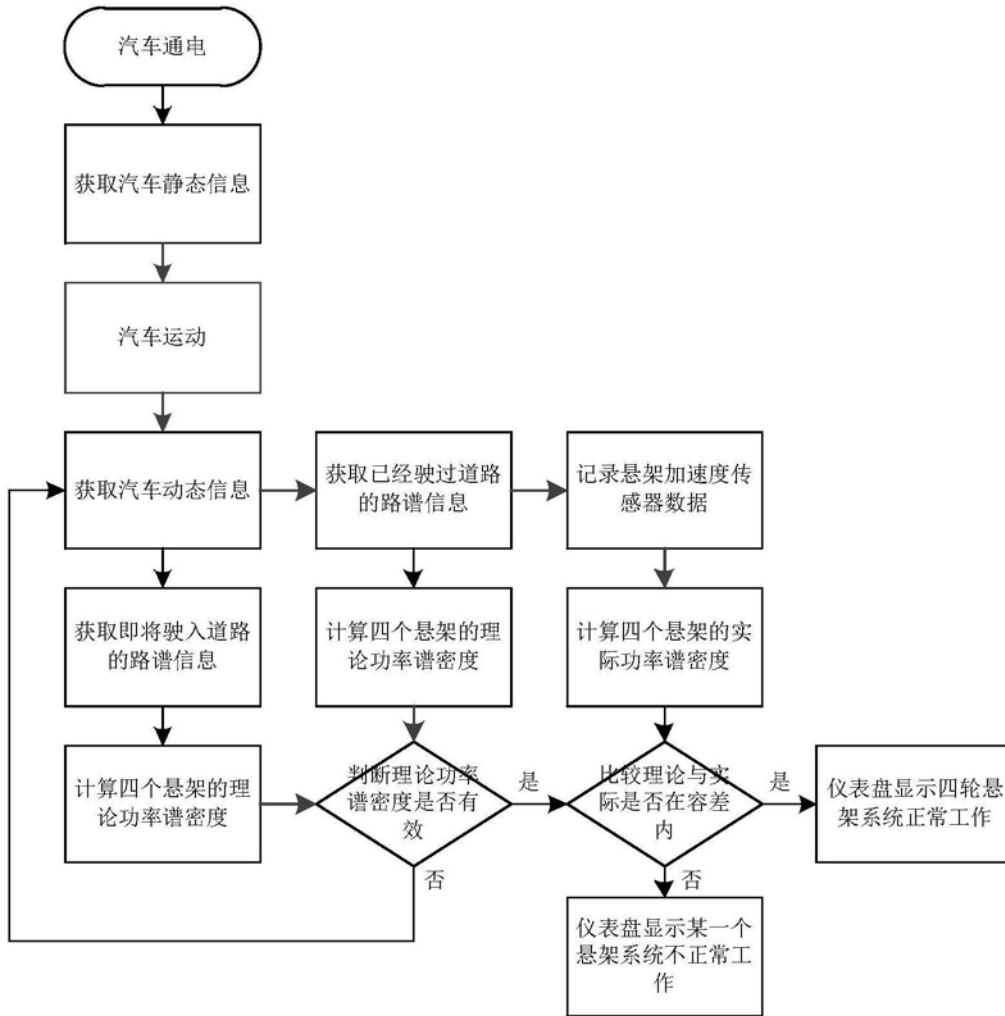 汽车通电
获取汽车静态信息
汽车运动
获取汽车动态信息
获取已经驶过道路
的路谱信息
记录悬架加速度传
感器数据
获取即将驶入道路
的路谱信息
计算四个悬架的理
论功率谱密度
计算四个悬架的实
际功率谱密度
计算四个悬架的理
论功率谱密度
判断理论功率
谱密度是否有
效
是
比较理论与实
际是否在容差
内
是
仪表盘显示四轮悬
架系统正常工作
否
否
仪表盘显示某一个
悬架系统不正常工
作